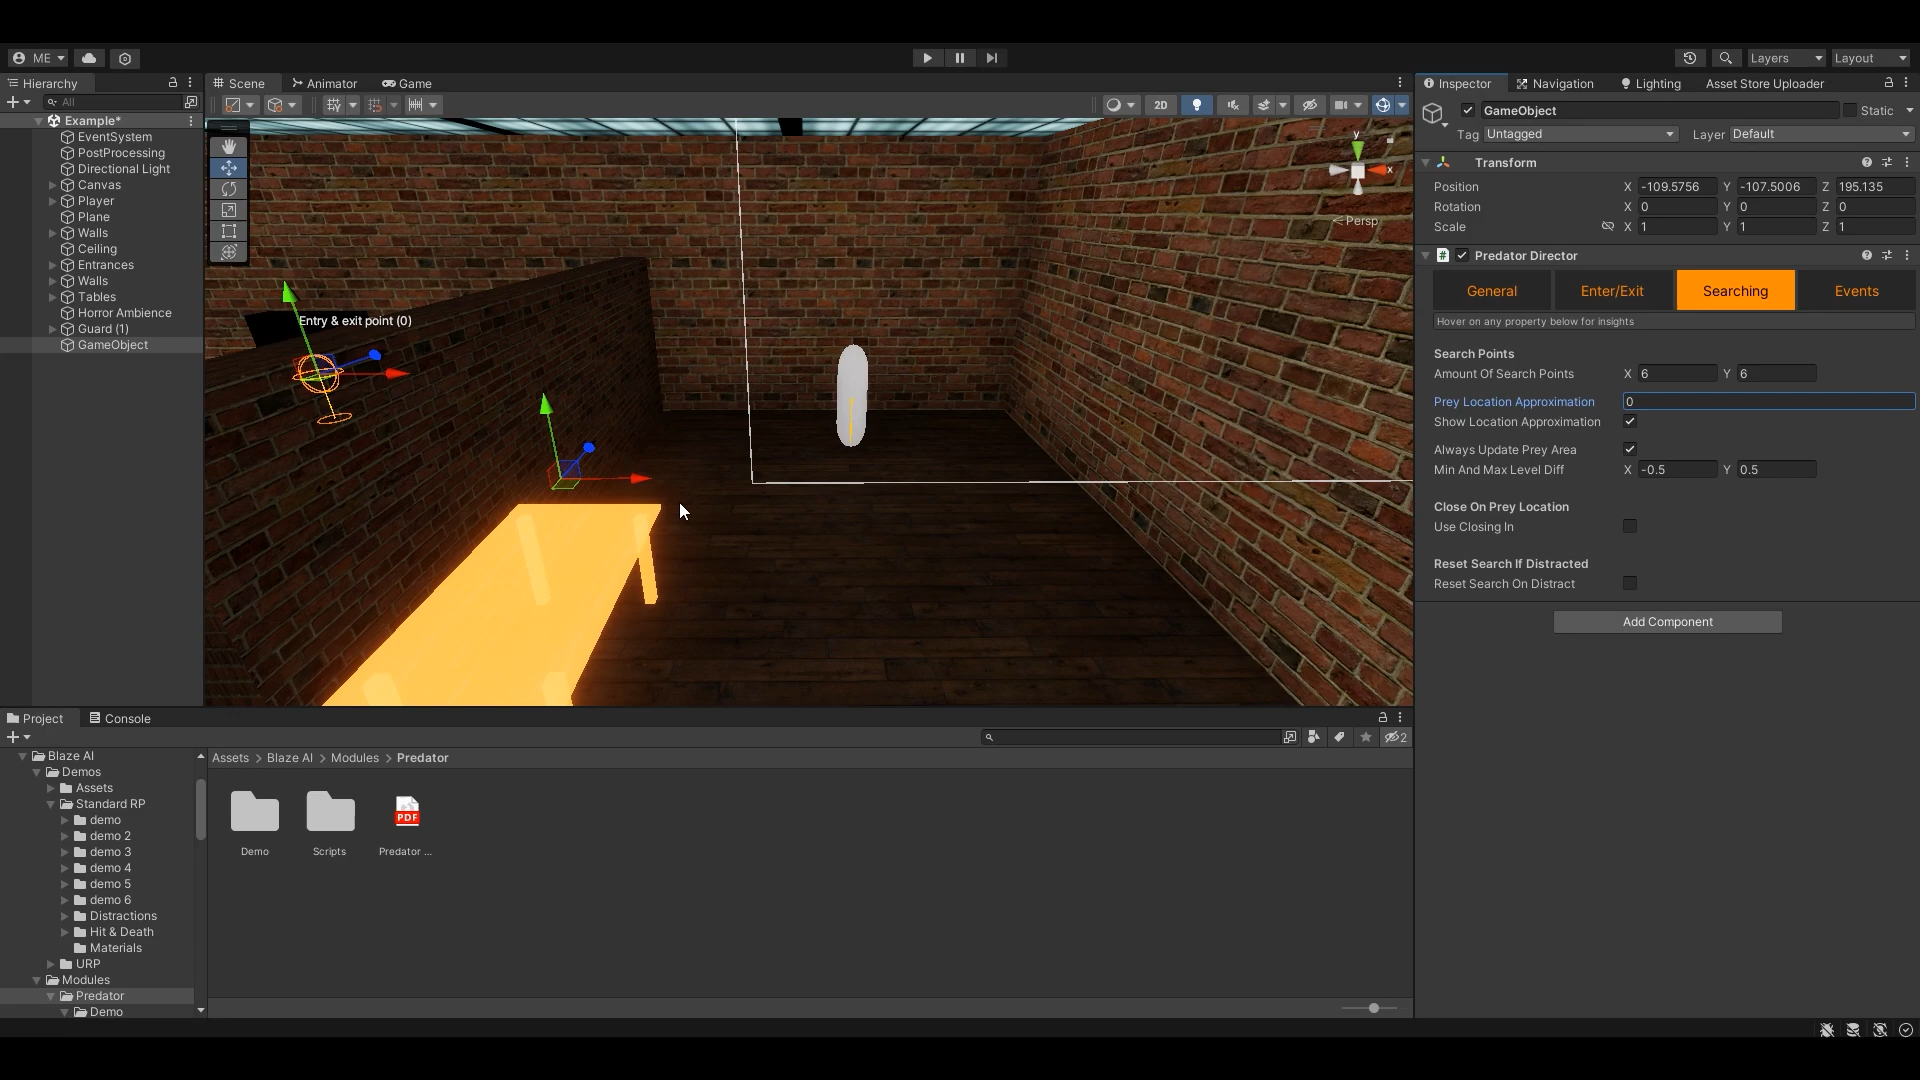 ME
Layers
Layout
Hierarchy
Scene
Animator
Game
Inspector
Navigation
Lighting
Asset Store Uploader
All
2D
GameObject
Static
Example*
EventSystem
PostProcessing
Directional Light
Canvas
Player
Plane
Walls
Ceiling
Entrances
Walls
Tables
Horror Ambience
Guard (1)
GameObject
y
x
Persp
Entry & exit point (0)
Tag Untagged
Layer Default
Transform
Position X -109.5756 Y -107.5006 Z 195.135
Rotation X 0 Y 0 Z 0
Scale X 1 Y 1 Z 1
# Predator Director
General
Enter/Exit
Searching
Events
Hover on any property below for insights
Search Points
Amount Of Search Points X 6 Y 6
Prey Location Approximation 0
Show Location Approximation
Always Update Prey Area
Min And Max Level Diff X -0.5 Y 0.5
Close On Prey Location
Use Closing In
Reset Search If Distracted
Reset Search On Distract
Add Component
Project
Console
2
Blaze AI
Demos
Assets
Standard RP
demo
demo 2
demo 3
demo 4
demo 5
demo 6
Distractions
Hit & Death
Materials
URP
Modules
Predator
Demo
Assets > Blaze AI > Modules > Predator
PDF
Demo
Scripts
Predator ...